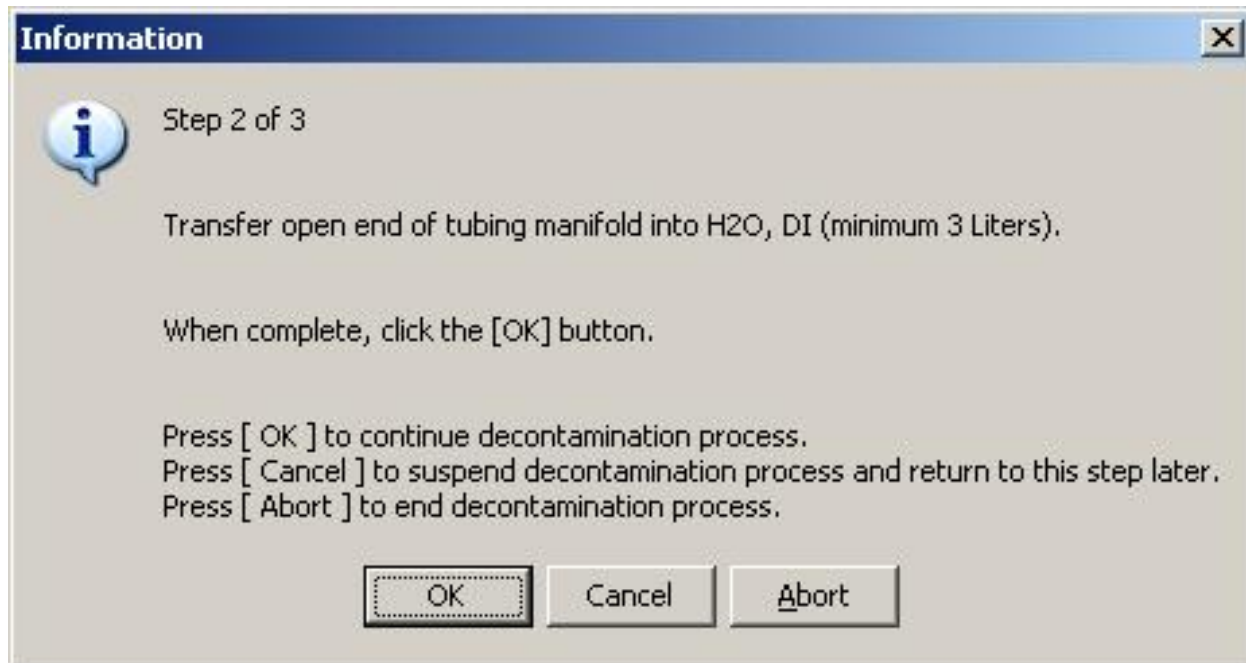 Information
Step 2 of 3
Transfer open end of tubing manifold into H2O, DI (minimum 3 Liters).
When complete, click the [OK] button.
Press [ OK ] to continue decontamination process.
Press [ Cancel ] to suspend decontamination process and return to this step later.
Press [ Abort ] to end decontamination process.
OK Cancel Abort